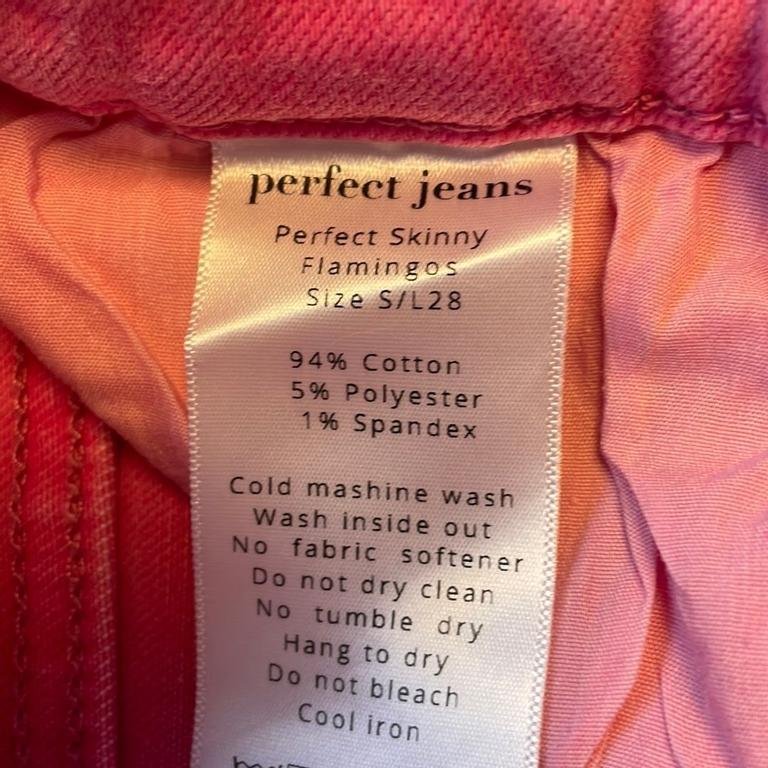 perfect jeans
Perfect Skinny
Flamingos
Size S/L28
94% Cotton
5% Polyester
1% Spandex
Cold mashine wash
Wash inside out
No fabric softener
Do not dry clean
No tumble dry
Hang to dry
Do not bleach
Cool iron